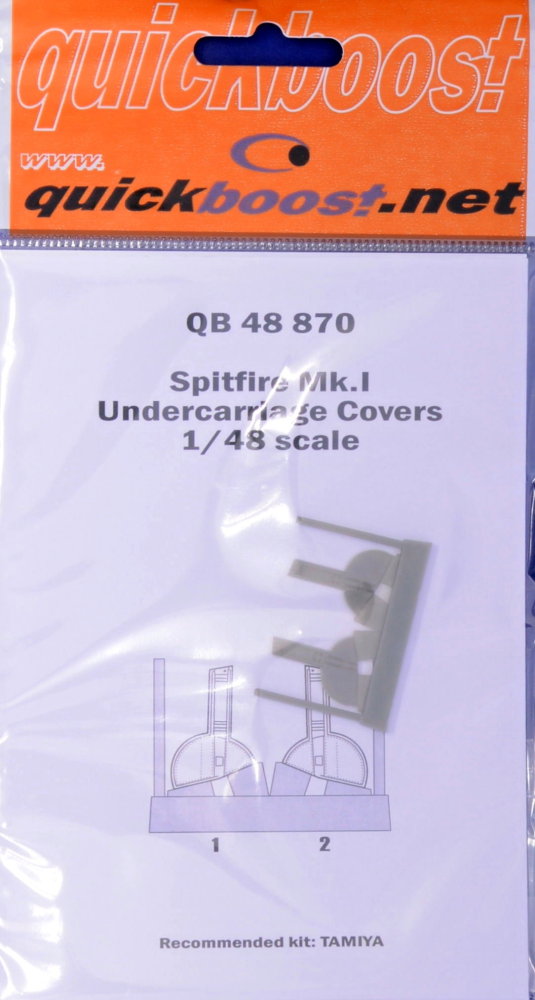 quickboost
www.
quickboost.net
QB 48 870
Spitfire Mk.I
Undercarriage Covers
1/48 scale
1 2
Recommended kit: TAMIYA